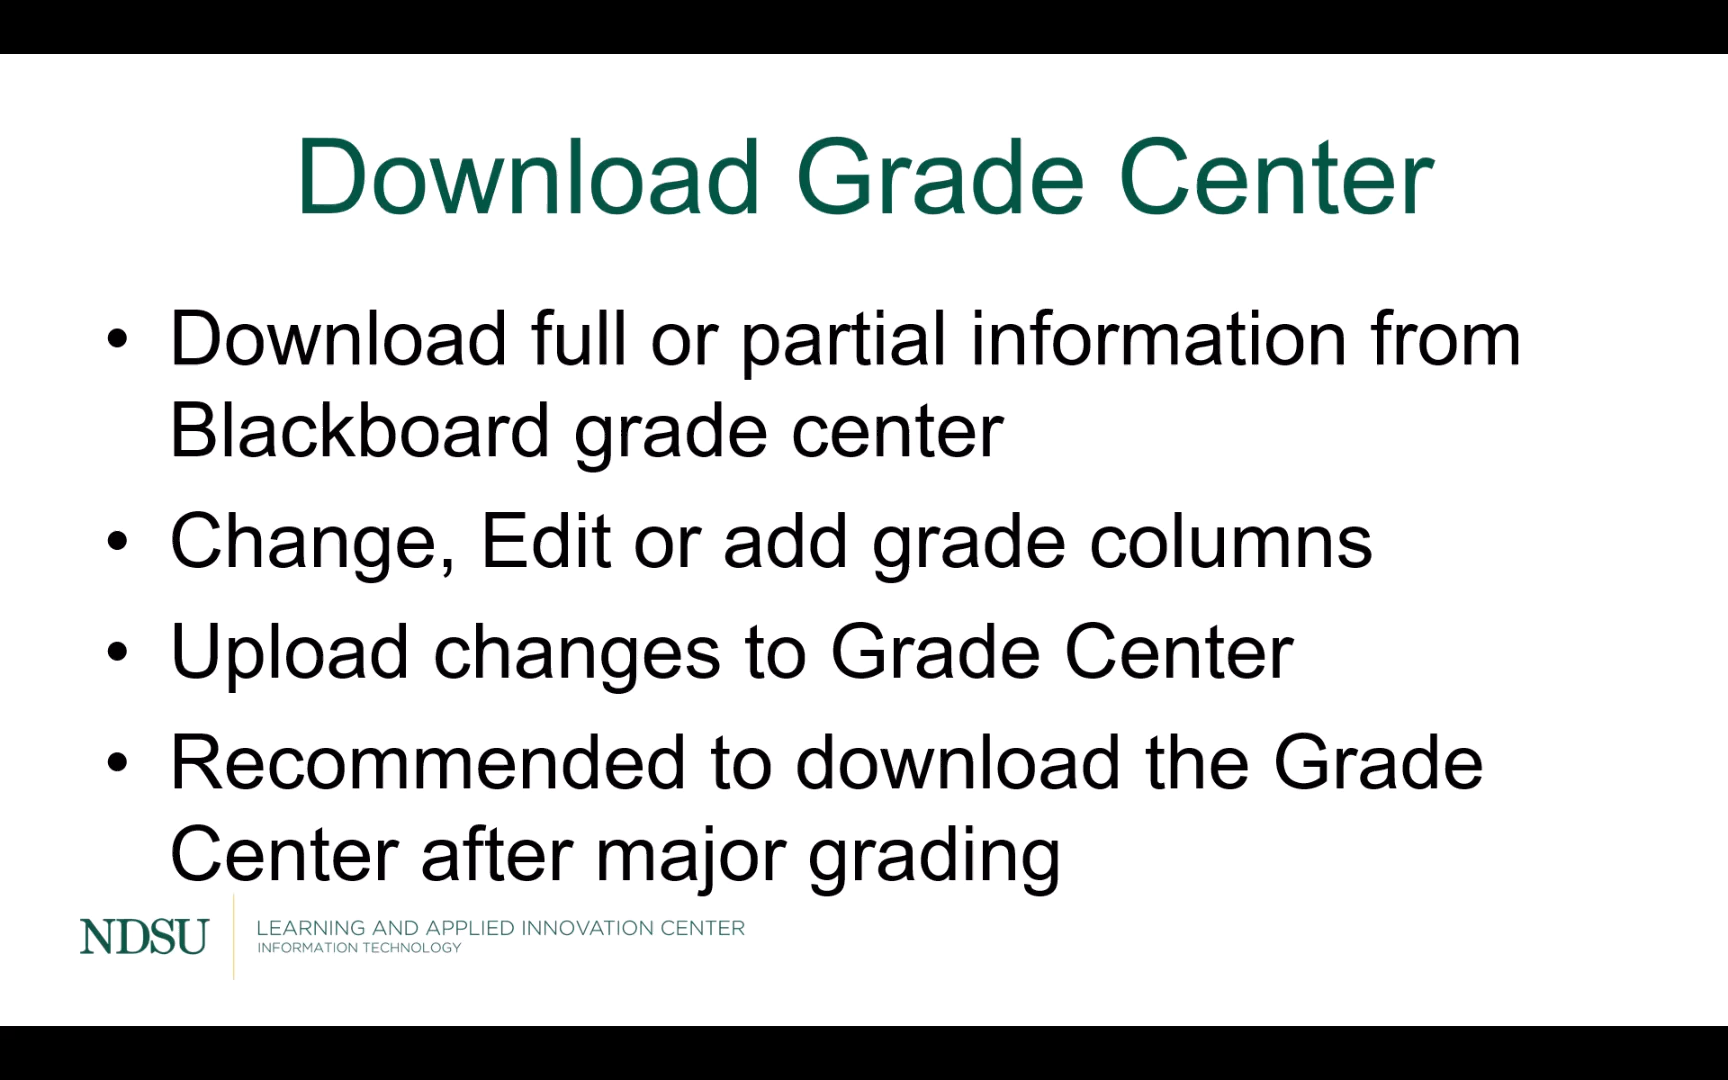 Download Grade Center
• Download full or partial information from
Blackboard grade center
• Change, Edit or add grade columns
• Upload changes to Grade Center
• Recommended to download the Grade
Center after major grading
NDSU
LEARNING AND APPLIED INNOVATION CENTER
INFORMATION TECHNOLOGY